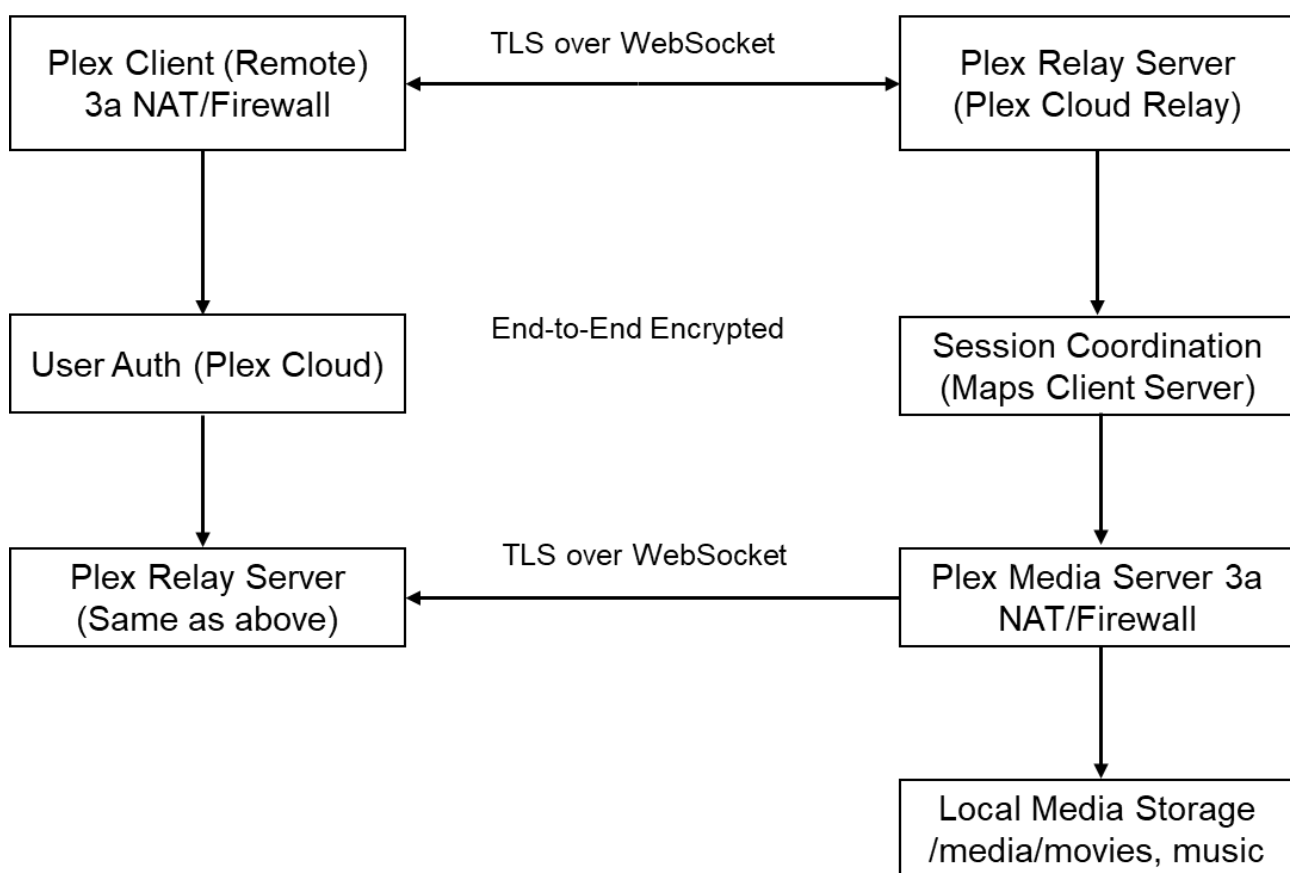 Plex Client (Remote)
3a NAT/Firewall
TLS over WebSocket
Plex Relay Server
(Plex Cloud Relay)
User Auth (Plex Cloud)
End-to-End Encrypted
Session Coordination
(Maps Client Server)
Plex Relay Server
(Same as above)
TLS over WebSocket
Plex Media Server 3a
NAT/Firewall
Local Media Storage
/media/movies, music